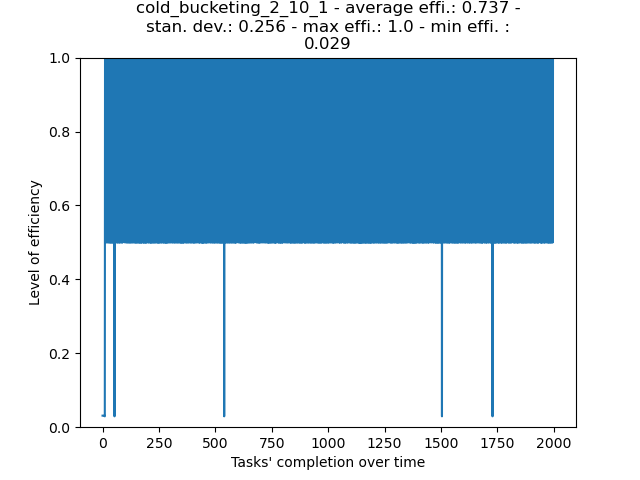 cold_bucketing_2_10_1 - average effi.: 0.737 -
stan. dev.: 0.256 - max effi.: 1.0 - min effi. :
0.029
1.0
0.8
0.6
0.4
0.2
0.0
Level of efficiency
0 250 500 750 1000 1250 1500 1750 2000
Tasks' completion over time